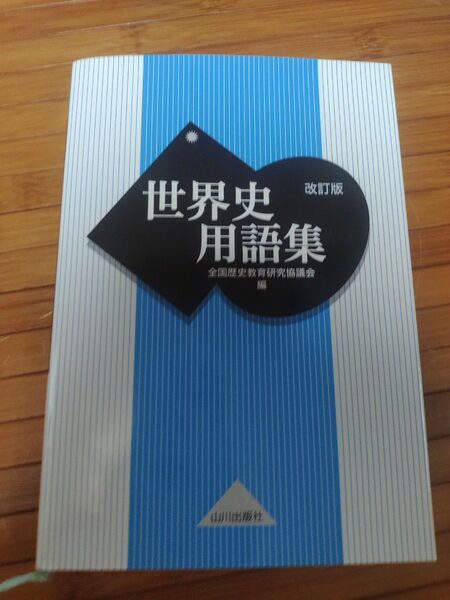 改訂版
世界史
用語集
全国歴史教育研究協議会
編
山川出版社